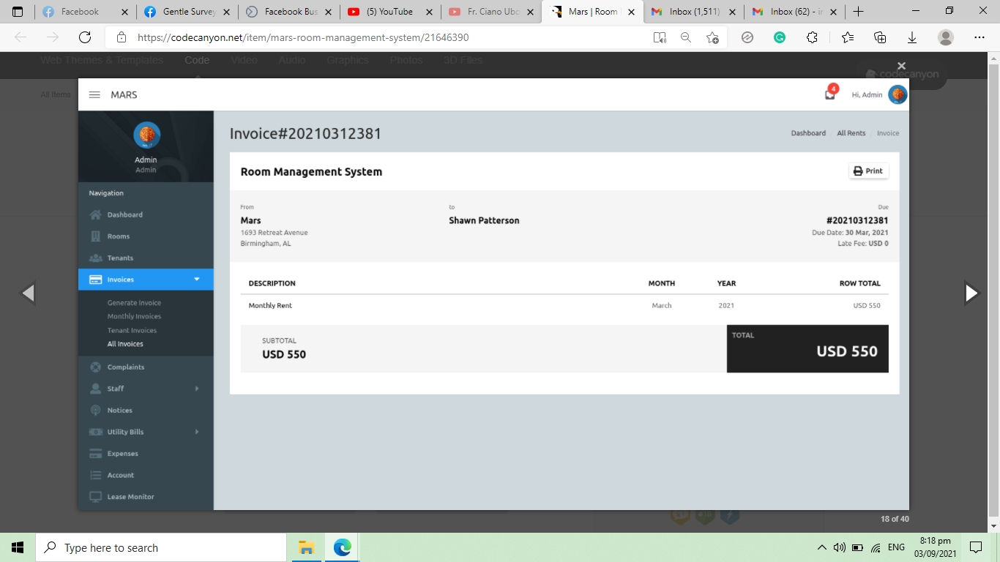 Facebook
Gentle Survey
Facebook Bus
(5) YouTube
Fr. Ciano Ubo
Mars | Room
Inbox (1,511)
Inbox (62) - ir
https://codecanyon.net/item/mars-room-management-system/21646390
Web Themes & Templates Code Video Audio Graphics Photos 3D Files
codecanyon
All Items
MARS
4
Hi, Admin
Admin
Admin
Navigation
Dashboard
Rooms
Tenants
Invoices
Generate Invoice
Monthly Invoices
Tenant Invoices
All Invoices
Complaints
Staff
Notices
Utility Bills
Expenses
Account
Lease Monitor
Invoice#20210312381
Dashboard All Rents Invoice
Room Management System
Print
From
Mars
1693 Retreat Avenue
Birmingham, AL
to
Shawn Patterson
Due
#20210312381
Due Date: 30 Mar, 2021
Late Fee: USD 0
DESCRIPTION MONTH YEAR ROW TOTAL
Monthly Rent March 2021 USD 550
SUBTOTAL
USD 550
TOTAL
USD 550
18 of 40
Type here to search
ENG
8:18 pm
03/09/2021